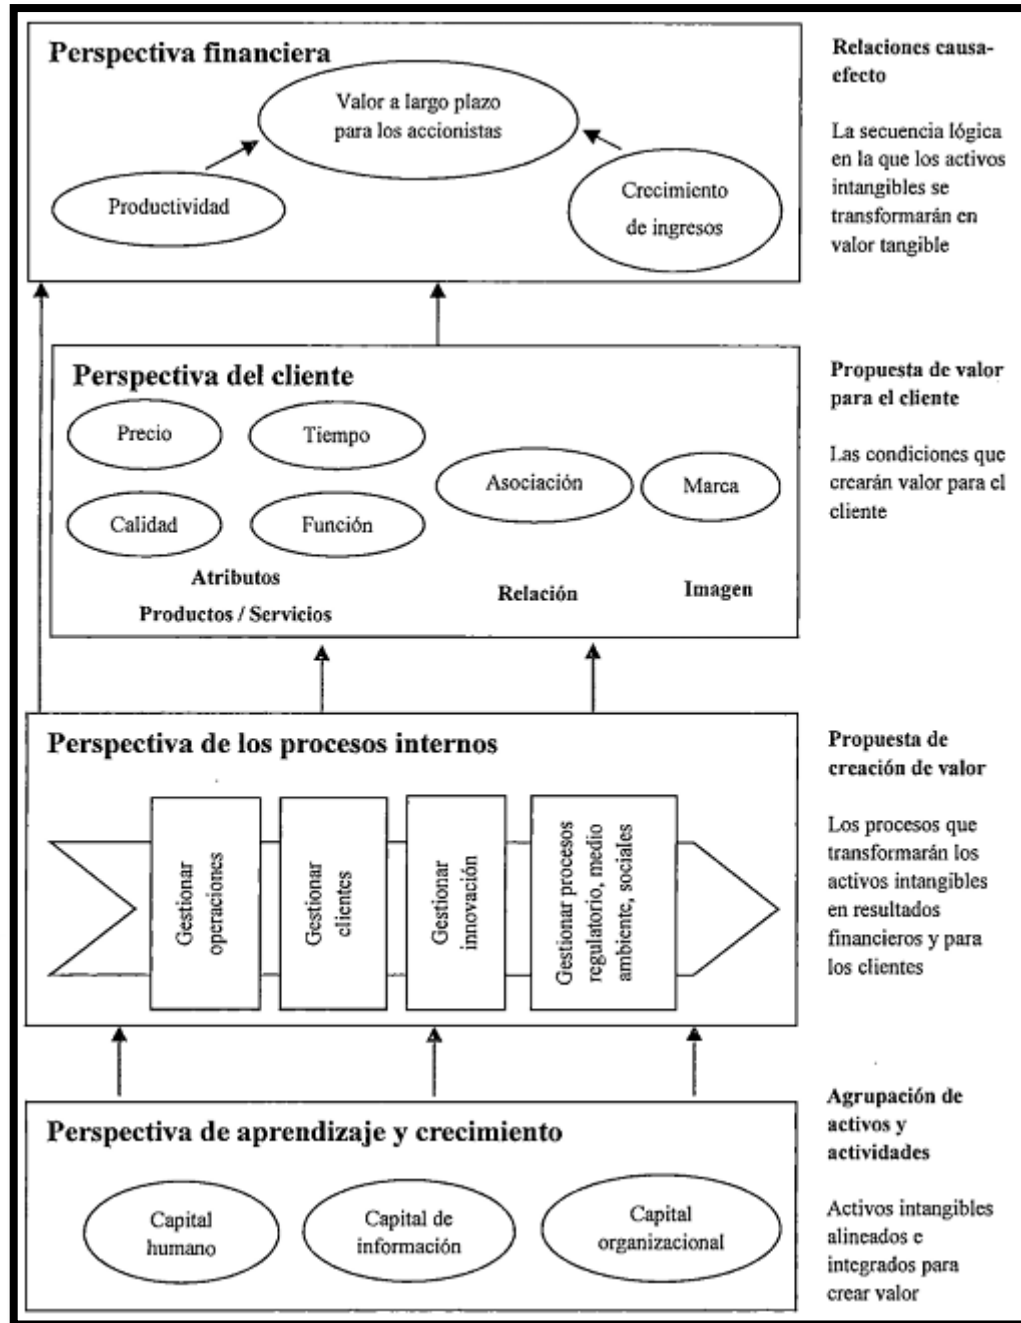 Perspectiva financiera
Valor a largo plazo
para los accionistas
Productividad
Crecimiento
de ingresos
Relaciones causa-
efecto
La secuencia lógica
en la que los activos
intangibles se
transformarán en
valor tangible
Perspectiva del cliente
Precio
Tiempo
Calidad
Función
Asociación
Marca
Atributos
Productos / Servicios
Relación
Imagen
Propuesta de valor
para el cliente
Las condiciones que
crearán valor para el
cliente
Perspectiva de los procesos internos
Gestionar
operaciones
Gestionar
clientes
Gestionar
innovación
Gestionar procesos
regulatorio, medio
ambiente, sociales
Propuesta de
creación de valor
Los procesos que
transformarán los
activos intangibles
en resultados
financieros y para
los clientes
Perspectiva de aprendizaje y crecimiento
Capital
humano
Capital de
información
Capital
organizacional
Agrupación de
activos y
actividades
Activos intangibles
alineados e
integrados para
crear valor